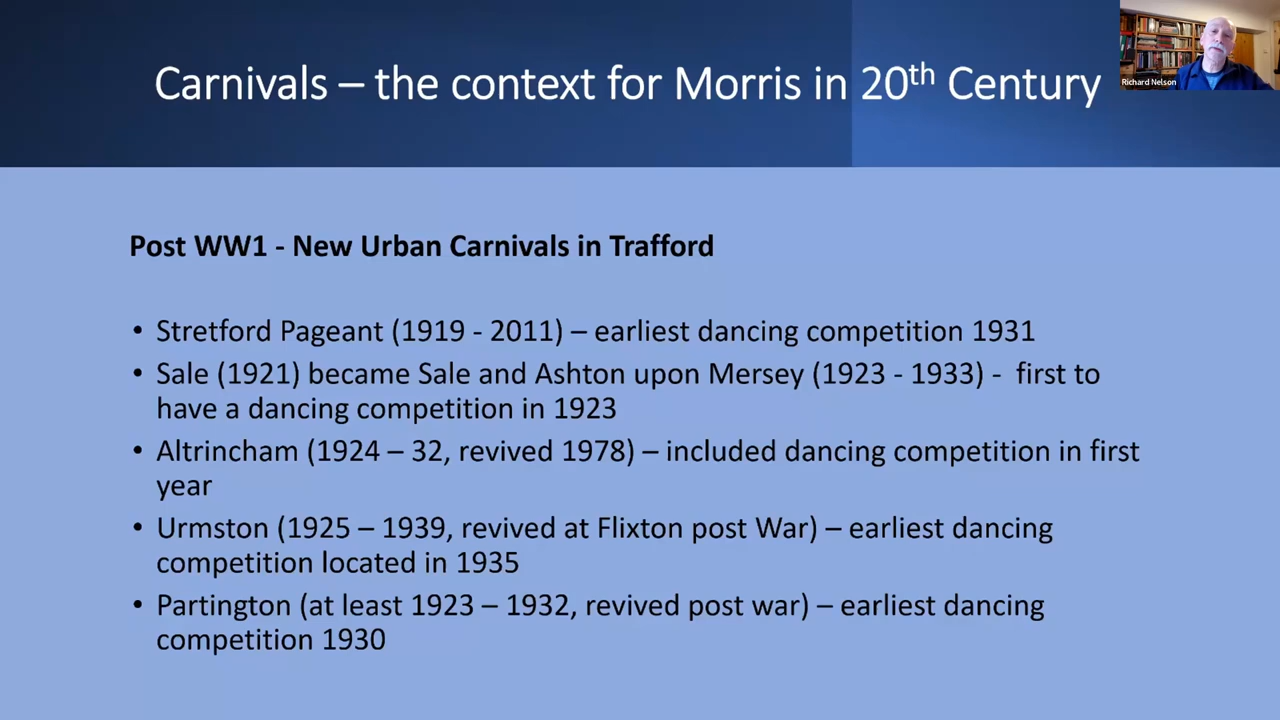 Carnivals – the context for Morris in 20th Century
Richard Nelson
Post WW1 - New Urban Carnivals in Trafford
• Stretford Pageant (1919 - 2011) – earliest dancing competition 1931
• Sale (1921) became Sale and Ashton upon Mersey (1923 - 1933) - first to
have a dancing competition in 1923
• Altrincham (1924 – 32, revived 1978) – included dancing competition in first
year
• Urmston (1925 – 1939, revived at Flixton post War) – earliest dancing
competition located in 1935
• Partington (at least 1923 – 1932, revived post war) – earliest dancing
competition 1930